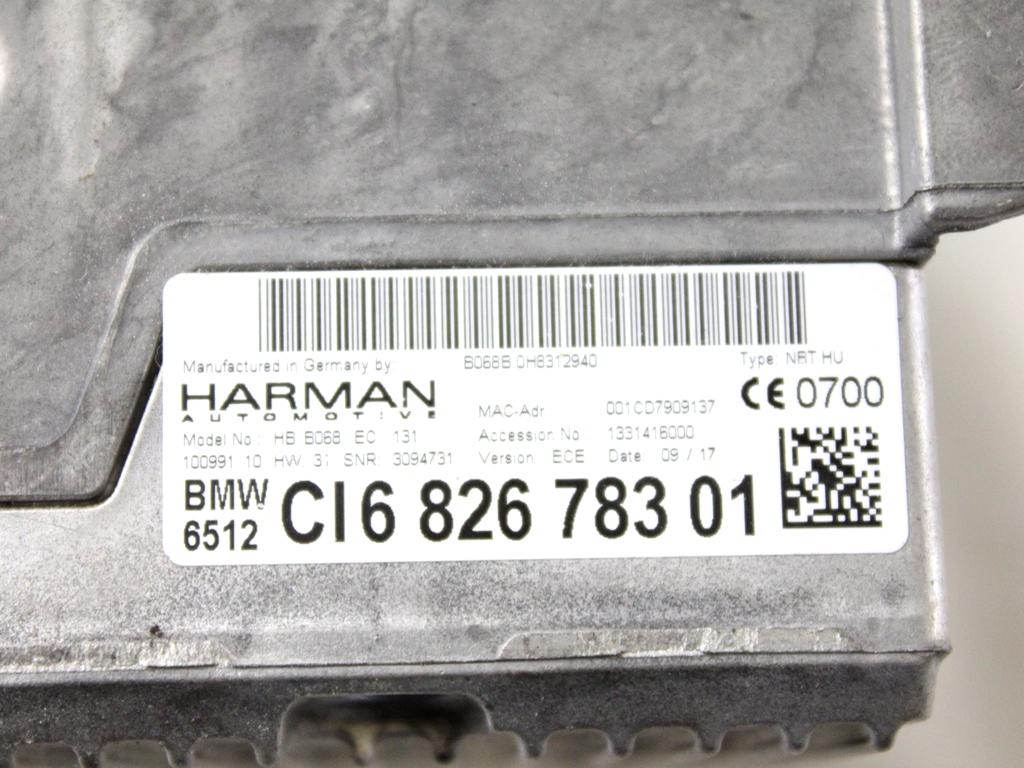 Manufactured in Germany by: B068B.0H8312940 Type: NBT HU
HARMAN
AUTOMOTIVE
CE 0700
MAC-Adr 001CD7909137
Model No.: HB B068 EC 131 Accession No.: 1331416000
100991 10 HW: 31 SNR: 3094731 Version ECE Date: 09/17
BMW
6512
CI6 826 783 01